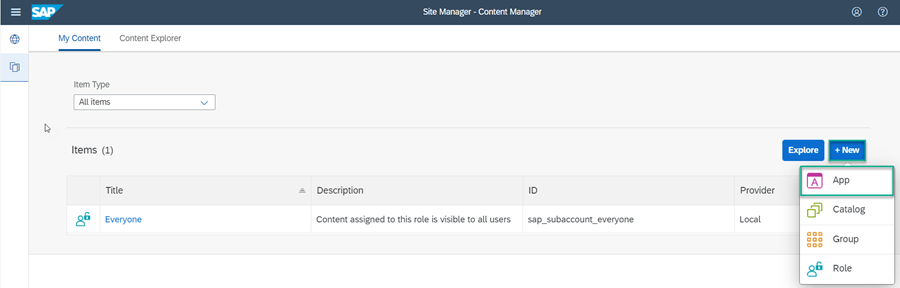 SAP
Site Manager - Content Manager
My Content
Content Explorer
Item Type
All items
Items (1)
Explore
+ New
Title
Description
ID
Provider
Everyone
Content assigned to this role is visible to all users
sap_subaccount_everyone
Local
A App
Catalog
Group
Role